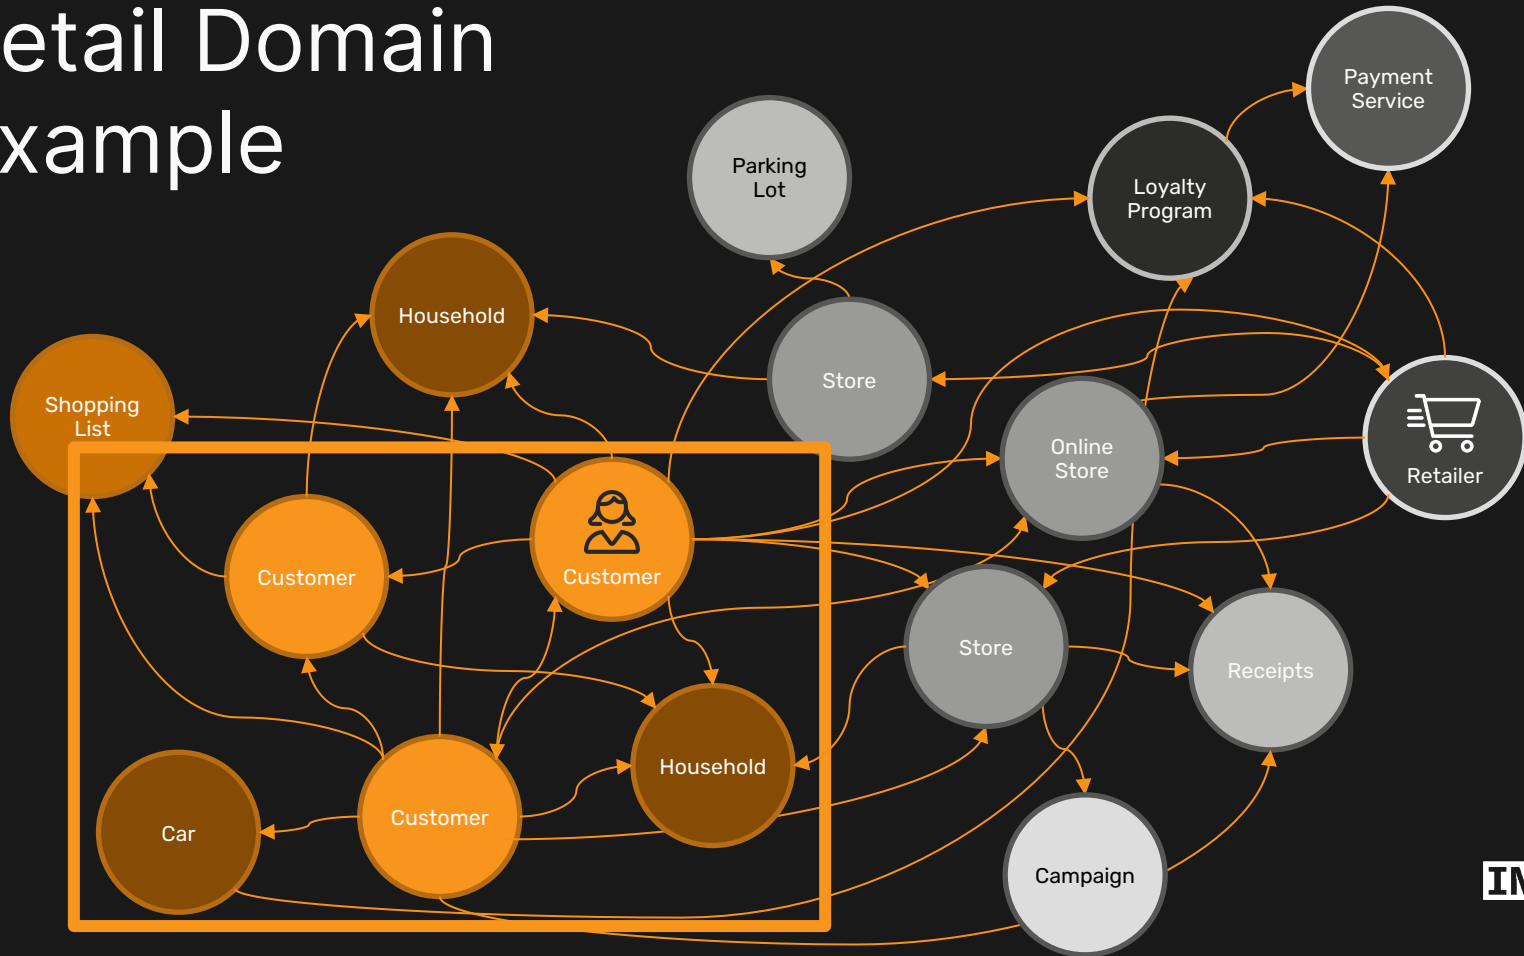 etail Domain
xample
Payment
Service
Parking
Lot
Loyalty
Program
Household
Store
Shopping
List
Online
Store
Retailer
Customer
Customer
Store
Receipts
Household
Customer
Car
Campaign
IN